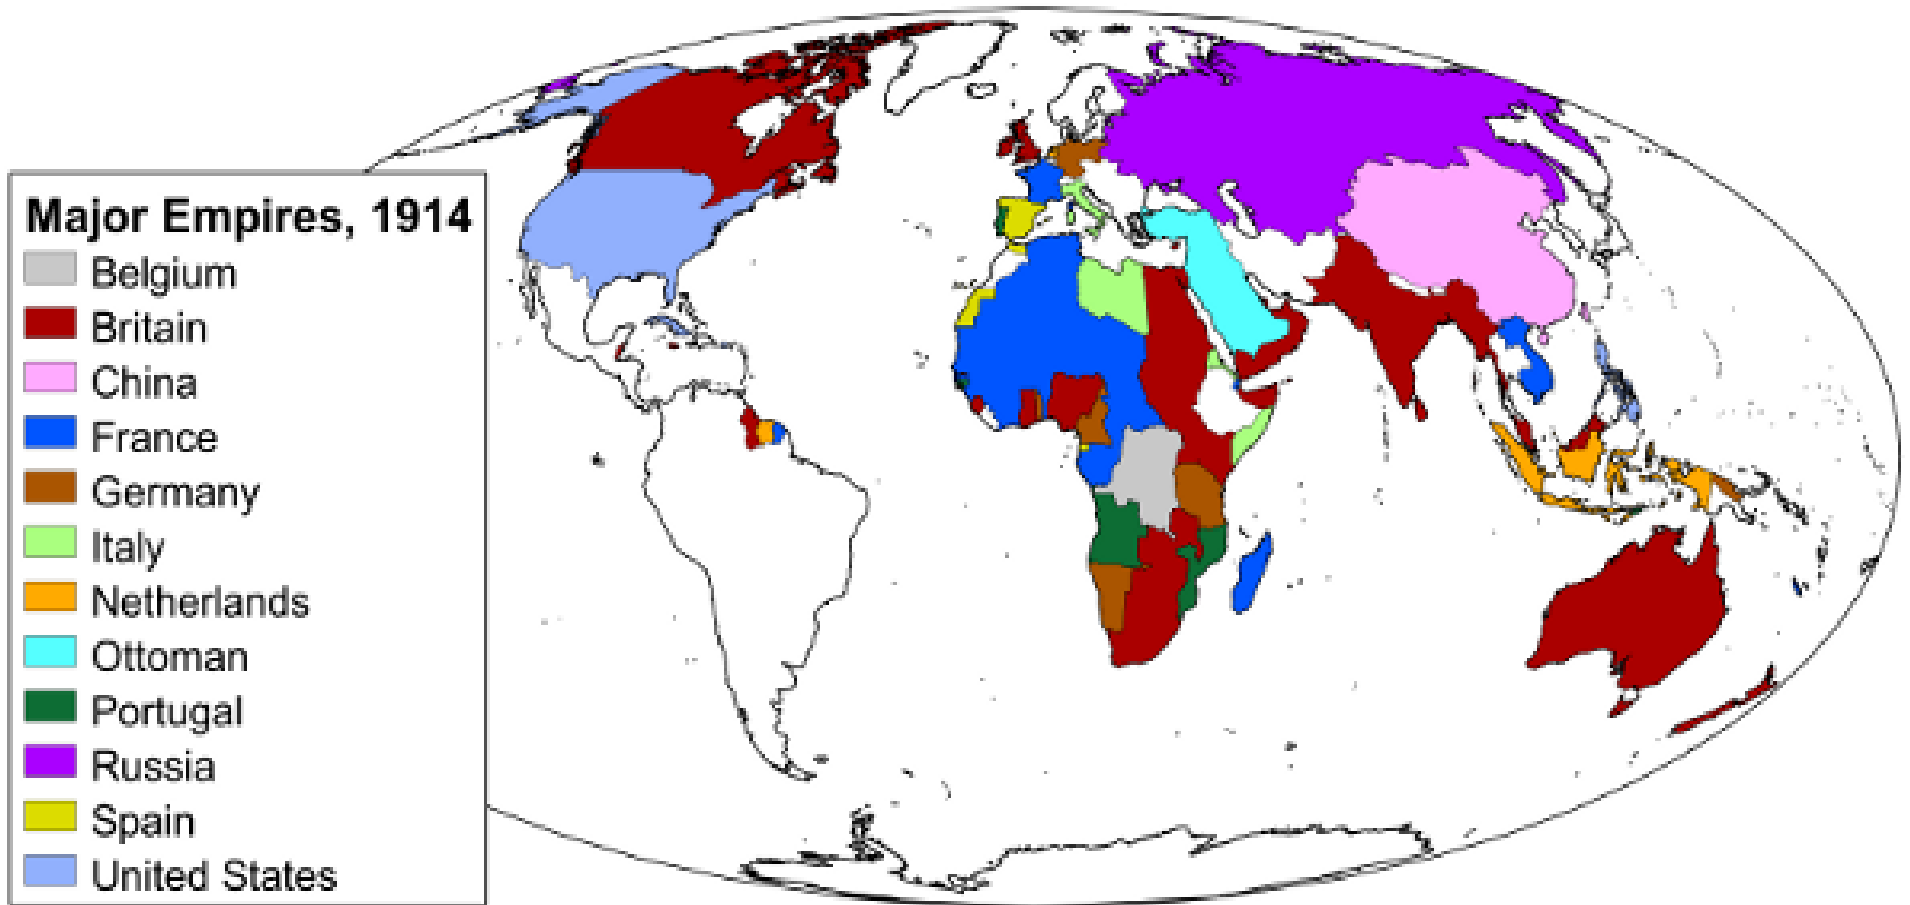 Major Empires, 1914
Belgium
Britain
China
France
Germany
Italy
Netherlands
Ottoman
Portugal
Russia
Spain
United States